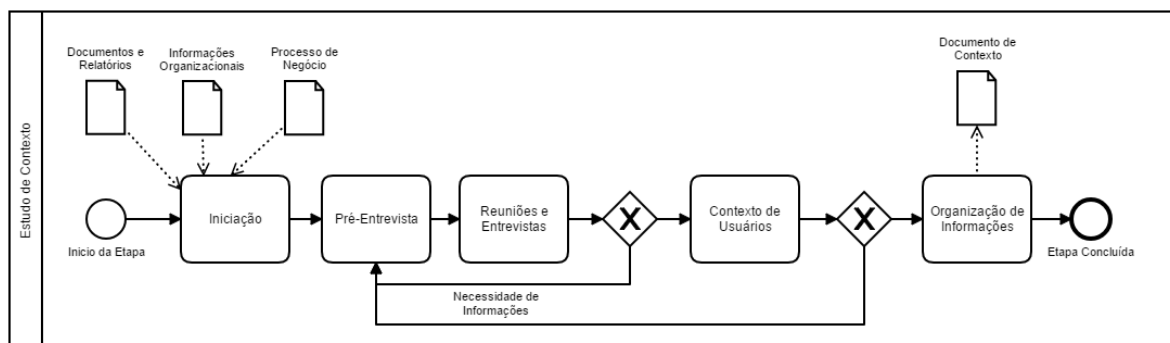 Estudo de Contexto
Documentos e
Relatórios
Informações
Organizacionais
Processo de
Negócio
Documento de
Contexto
Inicio da Etapa
Iniciação
Pré-Entrevista
Reuniões e
Entrevistas
X
Contexto de
Usuários
X
Organização de
Informações
Etapa Concluída
Necessidade de
Informações